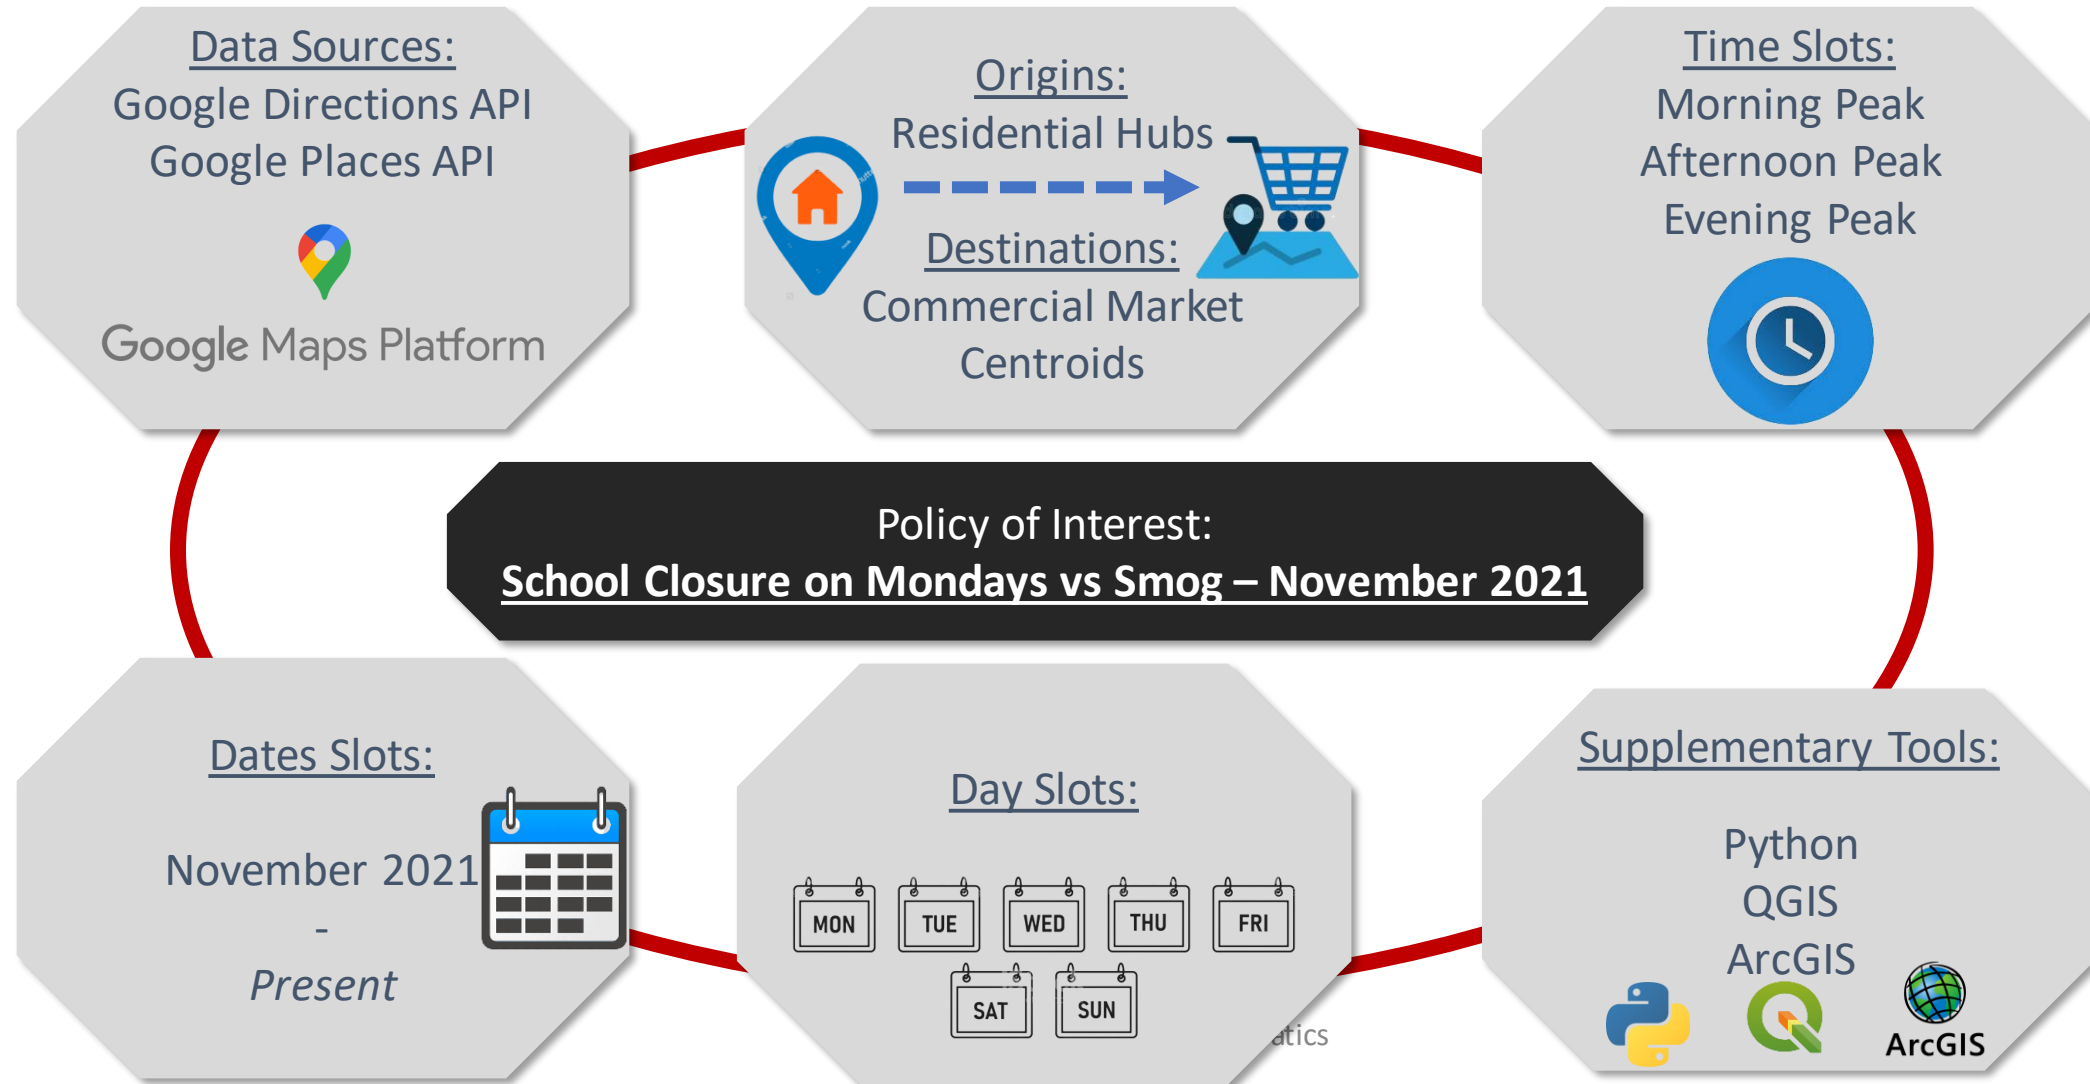 Data Sources:
Google Directions API
Google Places API
Google Maps Platform
Origins:
Residential Hubs
Destinations:
Commercial Market
Centroids
Time Slots:
Morning Peak
Afternoon Peak
Evening Peak
Policy of Interest:
School Closure on Mondays vs Smog – November 2021
Dates Slots:
November 2021
-
Present
Day Slots:
MON TUE WED THU FRI
SAT SUN
atics
Supplementary Tools:
Python
QGIS
ArcGIS
ArcGIS